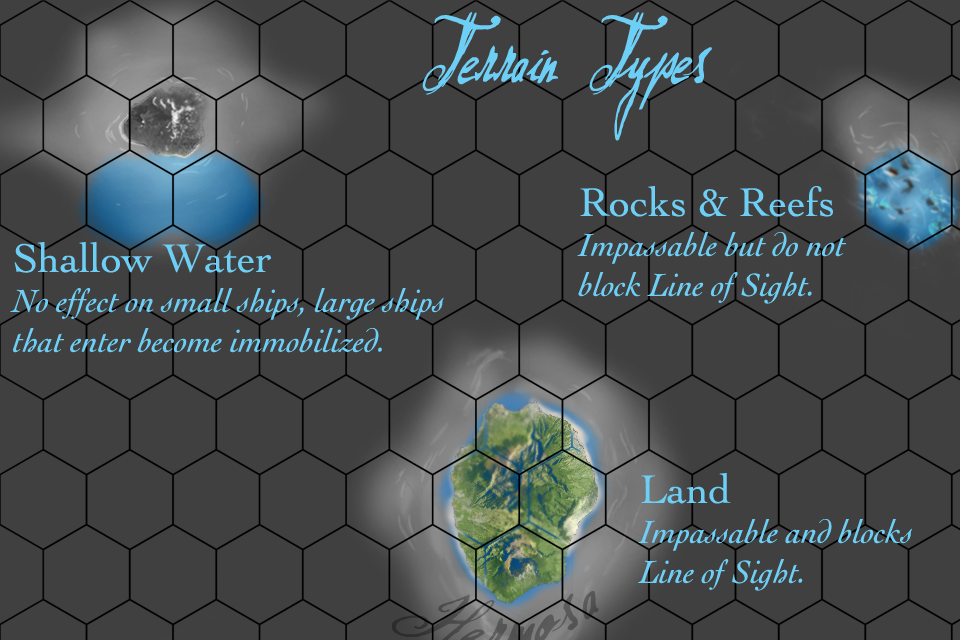 Terrain Types
Shallow Water
No effect on small ships, large ships
that enter become immobilized.
Rocks & Reefs
Impassable but do not
block Line of Sight.
Land
Impassable and blocks
Line of Sight.
Hermosa